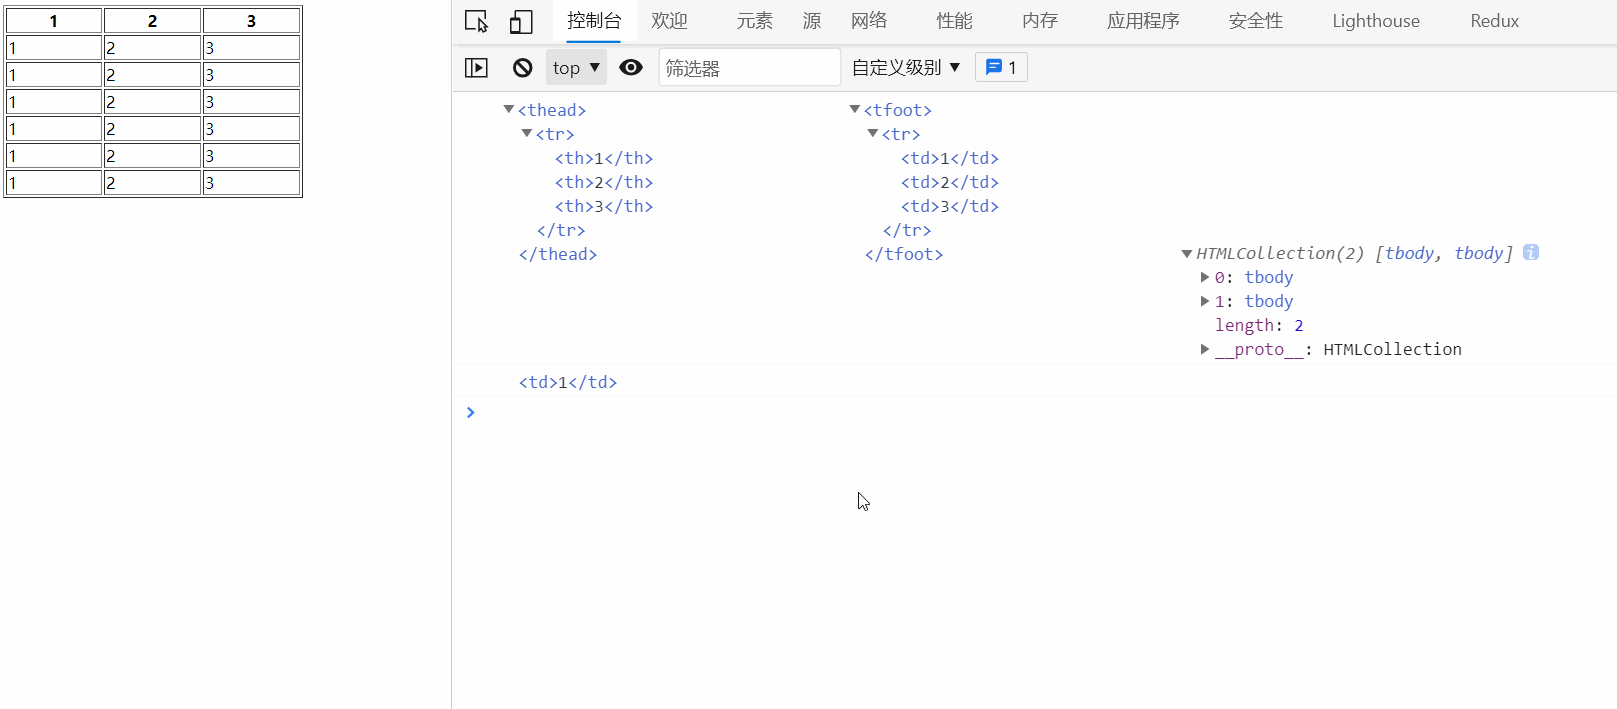 1 2 3
1 2 3
1 2 3
1 2 3
1 2 3
1 2 3
1 2 3
控制台 欢迎 元素 源 网络 性能 内存 应用程序 安全性 Lighthouse Redux
top ▼ 筛选器 自定义级别 ▼ 1
▼<thead> ▼<tfoot>
▼<tr> ▼<tr>
<th>1</th> <td>1</td>
<th>2</th> <td>2</td>
<th>3</th> <td>3</td>
</tr> </tr>
</thead> </tfoot> ▼HTMLCollection(2) [tbody, tbody] i
▶0: tbody
▶1: tbody
length: 2
▶__proto__: HTMLCollection
<td>1</td>
>